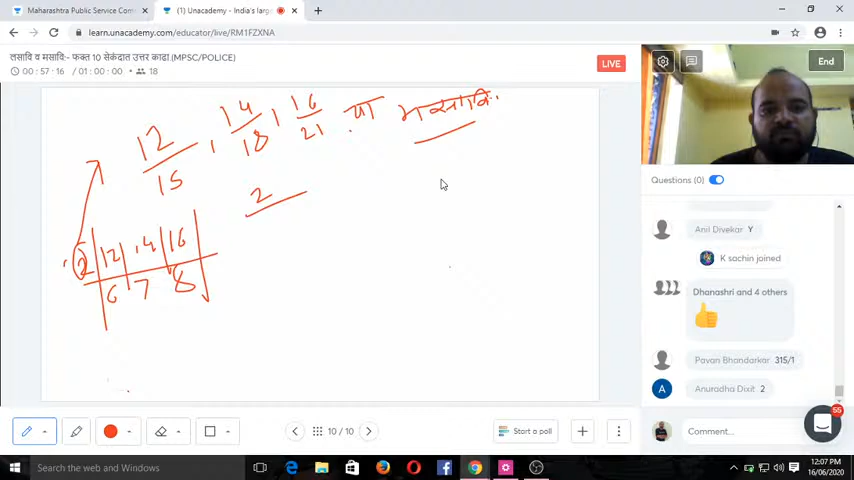 Maharashtra Public Service Com
(1) Unacademy - India's larg
learn.unacademy.com/educator/live/RM1FZXNA
लसावि व मसावि:- फक्त 10 सेकंदात उत्तर काढा.(MPSC/POLICE)
00 : 57 : 16 / 01 : 00 : 00 • 18
LIVE
End
12/15 , 14/18 , 16/21 चा मसावि.
2
2 | 12 | 14 | 16
6 7 8
Questions (0)
Anil Divekar Y
K sachin joined
Dhanashri and 4 others
Pavan Bhandarkar 315/1
A Anuradha Dixit 2
55
10 / 10
Start a poll
Comment...
Search the web and Windows
12:07 PM
16/06/2020